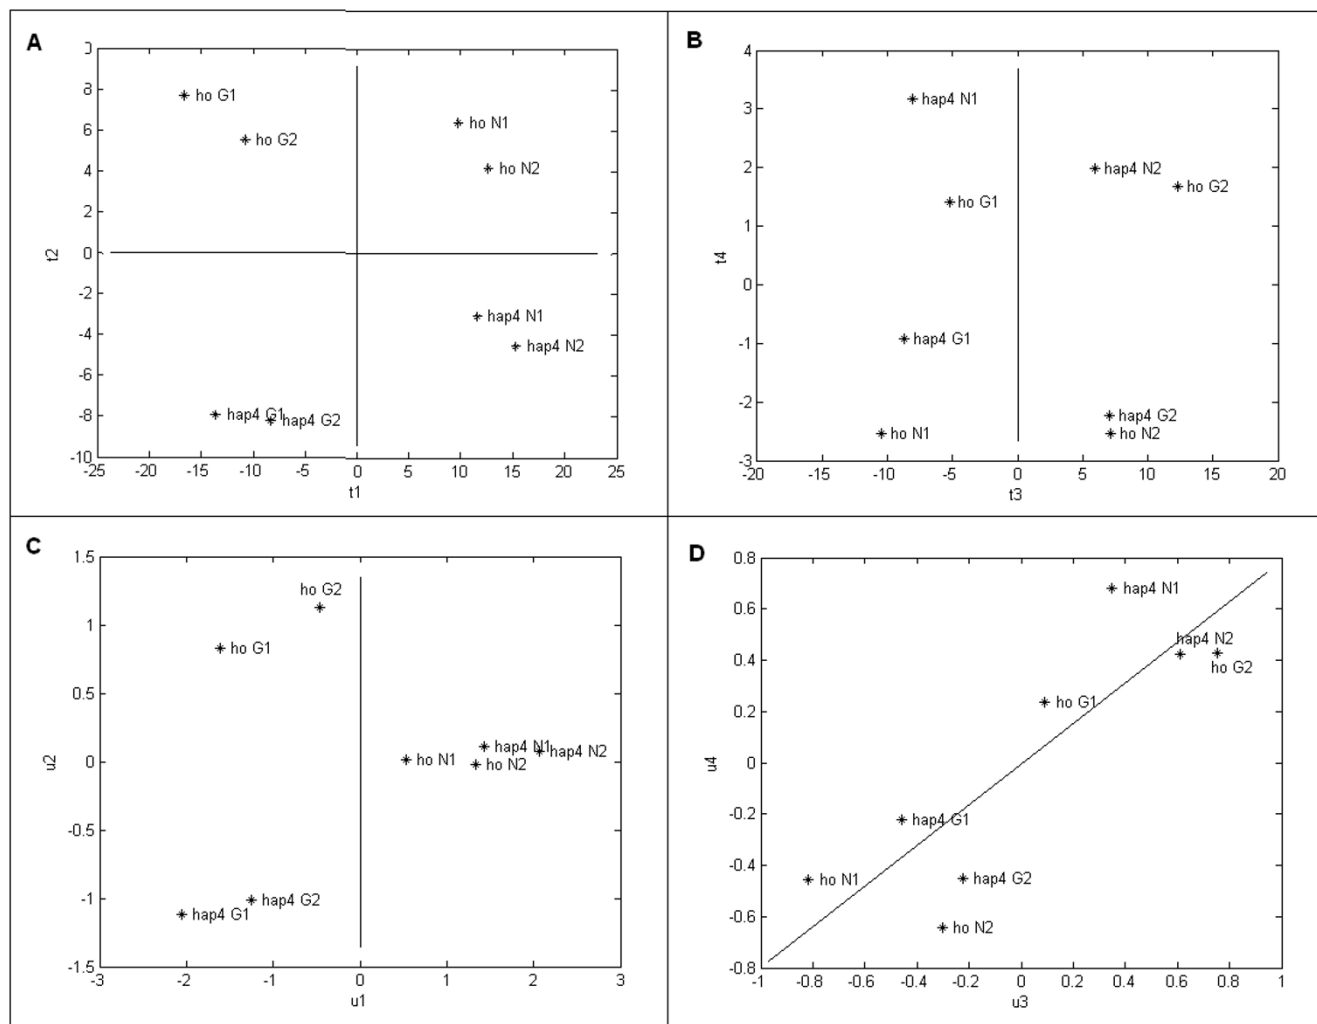 A
0
8
6
4
2
0
-2
-4
-6
-8
-10
t2
ho G1
ho G2
ho N1
ho N2
hap4 N1
hap4 N2
hap4 G1
hap4 G2
-25 -20 -15 -10 -5 0 5 10 15 20 25
t1
B
4
3
2
1
0
-1
-2
-3
t4
hap4 N1
hap4 N2
ho G2
ho G1
hap4 G1
hap4 G2
ho N1
ho N2
-20 -15 -10 -5 0 5 10 15 20
t3
C
1.5
1
0.5
0
-0.5
-1
-1.5
u2
ho G2
ho G1
hap4 N1
hap4 N2
ho N1
ho N2
hap4 G2
hap4 G1
-3 -2 -1 0 1 2 3
u1
D
0.8
0.6
0.4
0.2
0
-0.2
-0.4
-0.6
-0.8
u4
hap4 N1
hap4 N2
ho G2
ho G1
hap4 G1
ho N1
hap4 G2
ho N2
-1 -0.8 -0.6 -0.4 -0.2 0 0.2 0.4 0.6 0.8 1
u3